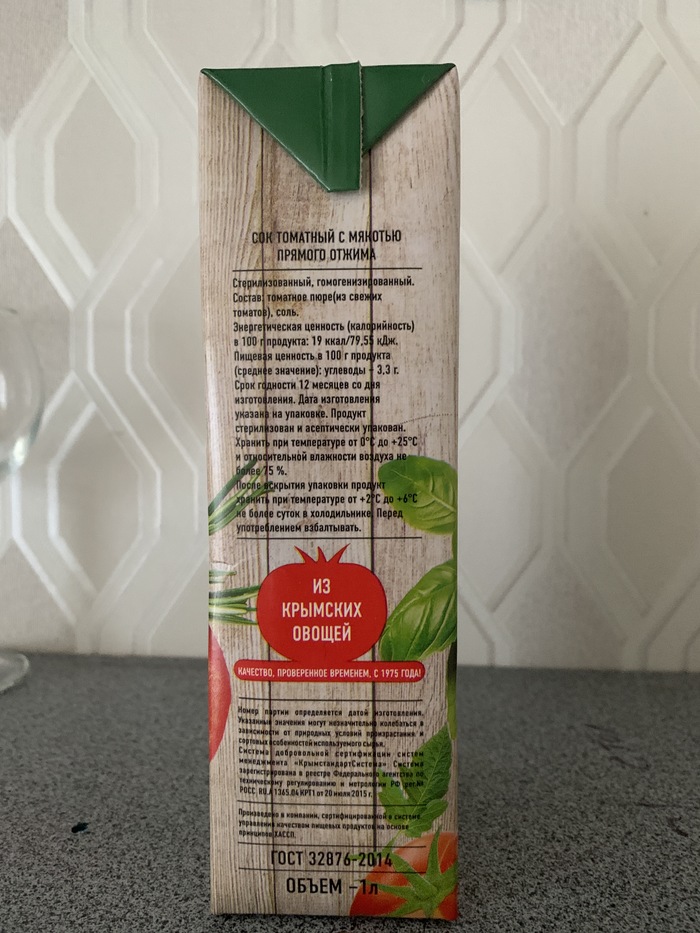 СОК ТОМАТНЫЙ С МЯКОТЬЮ
ПРЯМОГО ОТЖИМА
Стерилизованный, гомогенизированный.
Состав: томатное пюре(из свежих
томатов), соль.
Энергетическая ценность (калорийность)
в 100 г продукта: 19 ккал/79,55 кДж.
Пищевая ценность в 100 г продукта
(среднее значение): углеводы – 3,3 г.
Срок годности 12 месяцев со дня
изготовления. Дата изготовления
указана на упаковке. Продукт
стерилизован и асептически упакован.
Хранить при температуре от 0°С до +25°С
и относительной влажности воздуха не
более 75 %.
После вскрытия упаковки продукт
хранить при температуре от +2°С до +6°С
не более суток в холодильнике. Перед
употреблением взбалтывать.
ИЗ
КРЫМСКИХ
ОВОЩЕЙ
КАЧЕСТВО, ПРОВЕРЕННОЕ ВРЕМЕНЕМ, С 1975 ГОДА!
Номер партии определяется датой изготовления.
Указанные значения могут незначительно колебаться в
зависимости от природных условий произрастания и
сортовых особенностей используемого сырья.
Система добровольной сертификации систем
менеджмента «КрымстандартСистема» Система
зарегистрирована в реестре Федерального агентства по
техническому регулированию и метрологии РФ рег.№
РОСС RU.А1365.04КРТ1 от 20 июля 2015 г.
Произведено в компании, сертифицированной в системе
управления качеством пищевых продуктов на основе
принципов ХАССП.
ГОСТ 32876-2014
ОБЪЕМ –1л